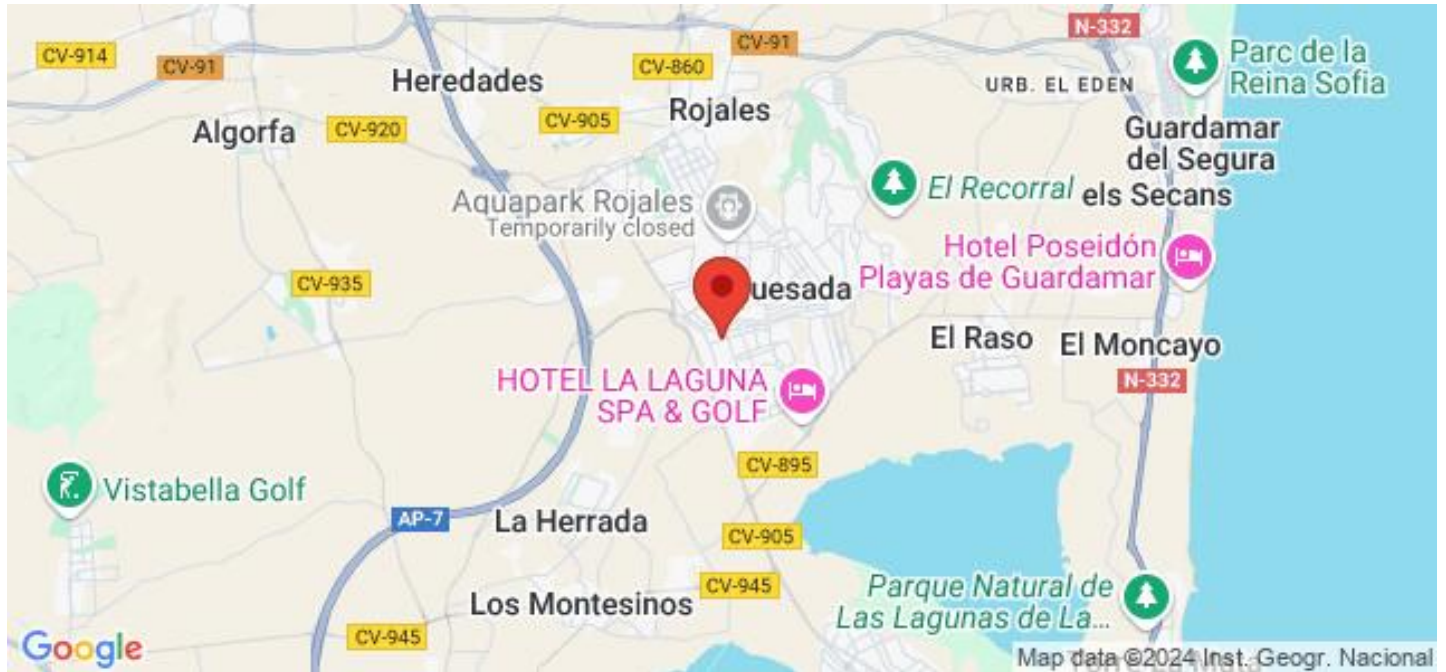 N-332
CV-914
CV-91
CV-91
CV-860
Parc de la
Reina Sofia
Heredades
URB. EL EDEN
Rojales
Algorfa
CV-920
CV-905
Guardamar
del Segura
El Recorral
els Secans
Aquapark Rojales
Temporarily closed
Hotel Poseidón
Playas de Guardamar
CV-935
uesada
El Raso
El Moncayo
N-332
HOTEL LA LAGUNA
SPA & GOLF
CV-895
Vistabella Golf
AP-7
La Herrada
CV-905
CV-945
Parque Natural de
Las Lagunas de La...
Los Montesinos
CV-945
Google
Map data ©2024 Inst. Geogr. Nacional